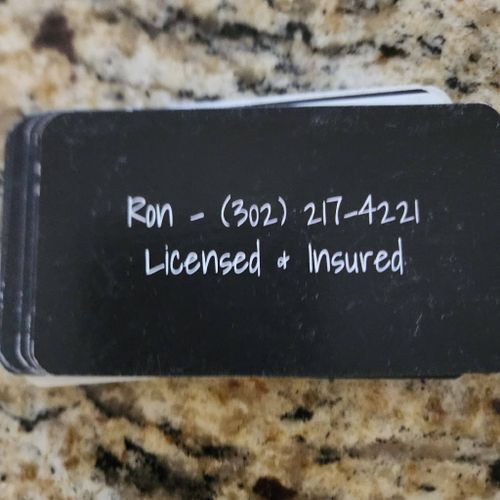 Ron - (302) 217-4221
Licensed & Insured